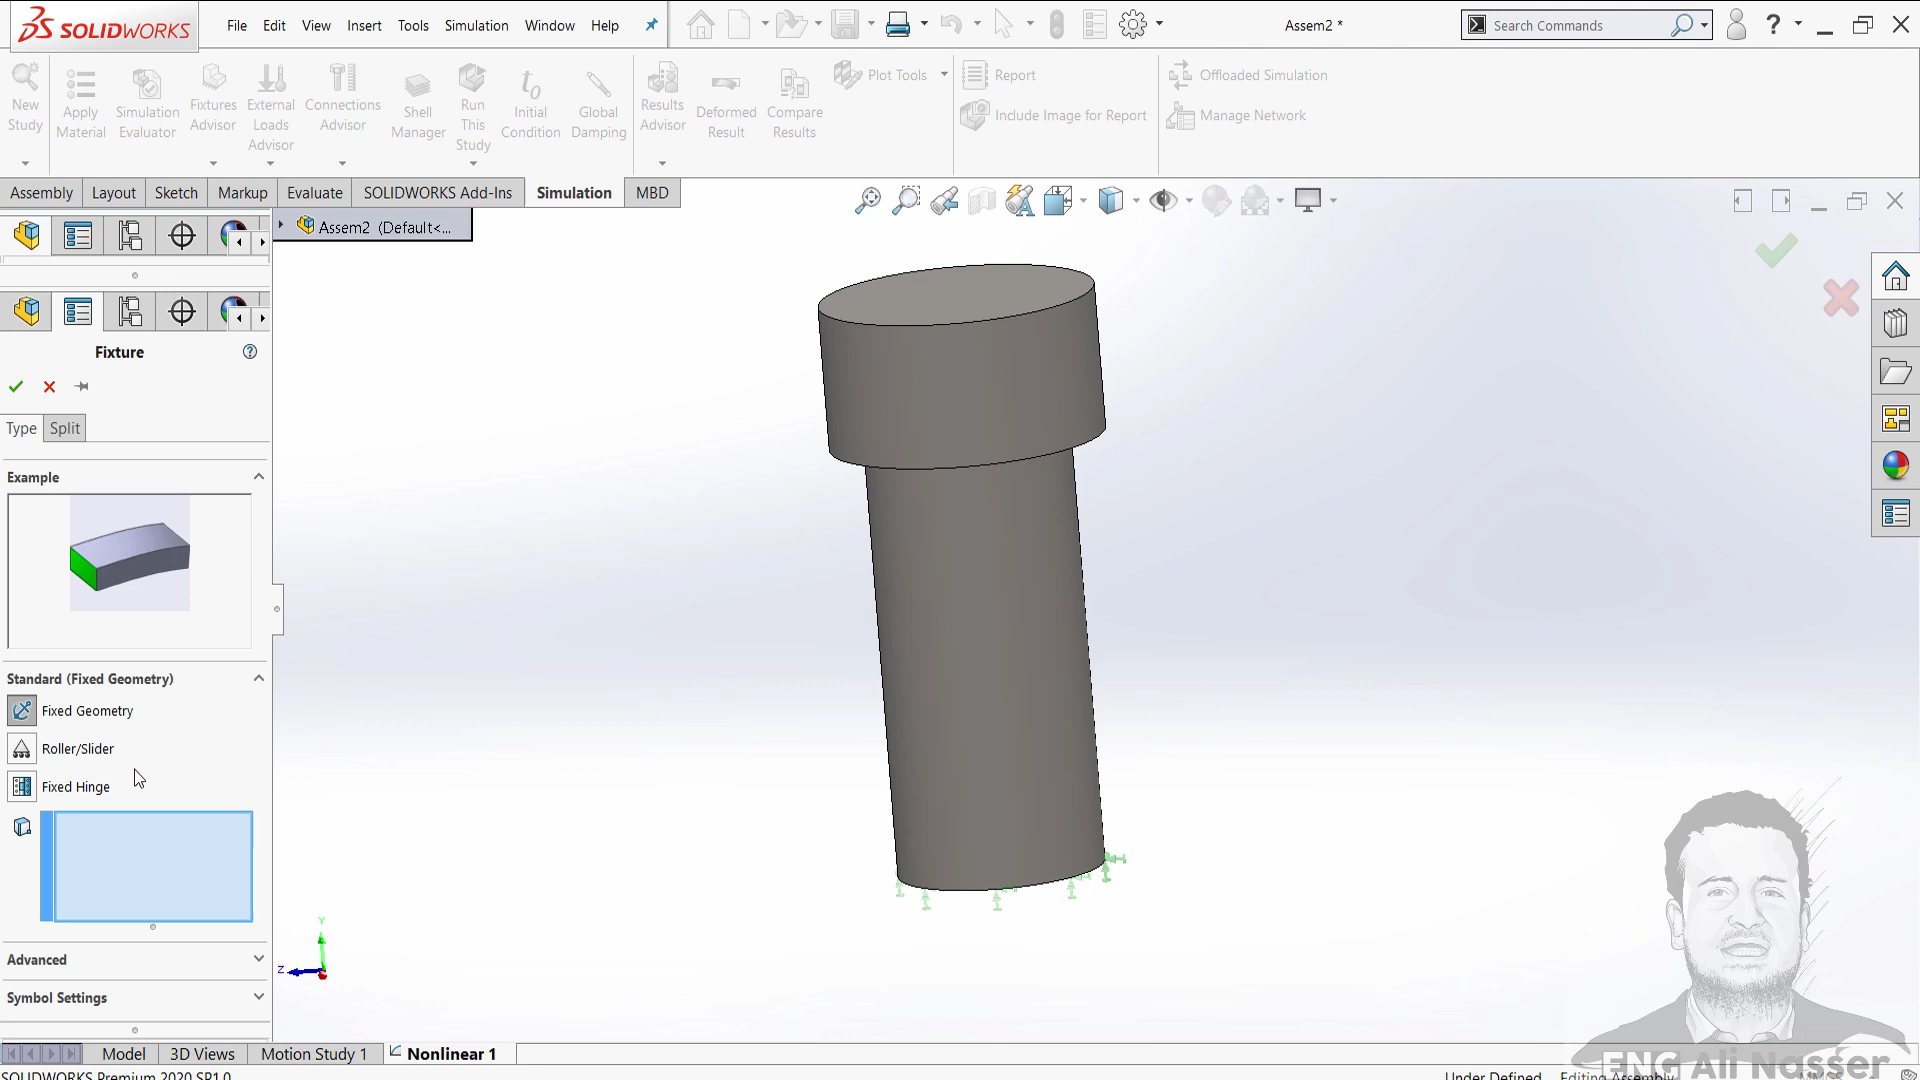 SOLIDWORKS
File Edit View Insert Tools Simulation Window Help
Assem2 *
Search Commands
New Study
Apply Material
Simulation Evaluator
Fixtures Advisor
External Loads Advisor
Connections Advisor
Shell Manager
Run This Study
Initial Condition
Global Damping
Results Advisor
Deformed Result
Compare Results
Plot Tools
Report
Include Image for Report
Offloaded Simulation
Manage Network
Assembly Layout Sketch Markup Evaluate SOLIDWORKS Add-Ins Simulation MBD
Assem2 (Default<...
Fixture
Type Split
Example
Standard (Fixed Geometry)
Fixed Geometry
Roller/Slider
Fixed Hinge
Advanced
Symbol Settings
Y
Z
Model 3D Views Motion Study 1 Nonlinear 1
SOLIDWORKS Premium 2020 SP1.0
Under Defined Editing Assembly MMGS
ENG Ali Nasser